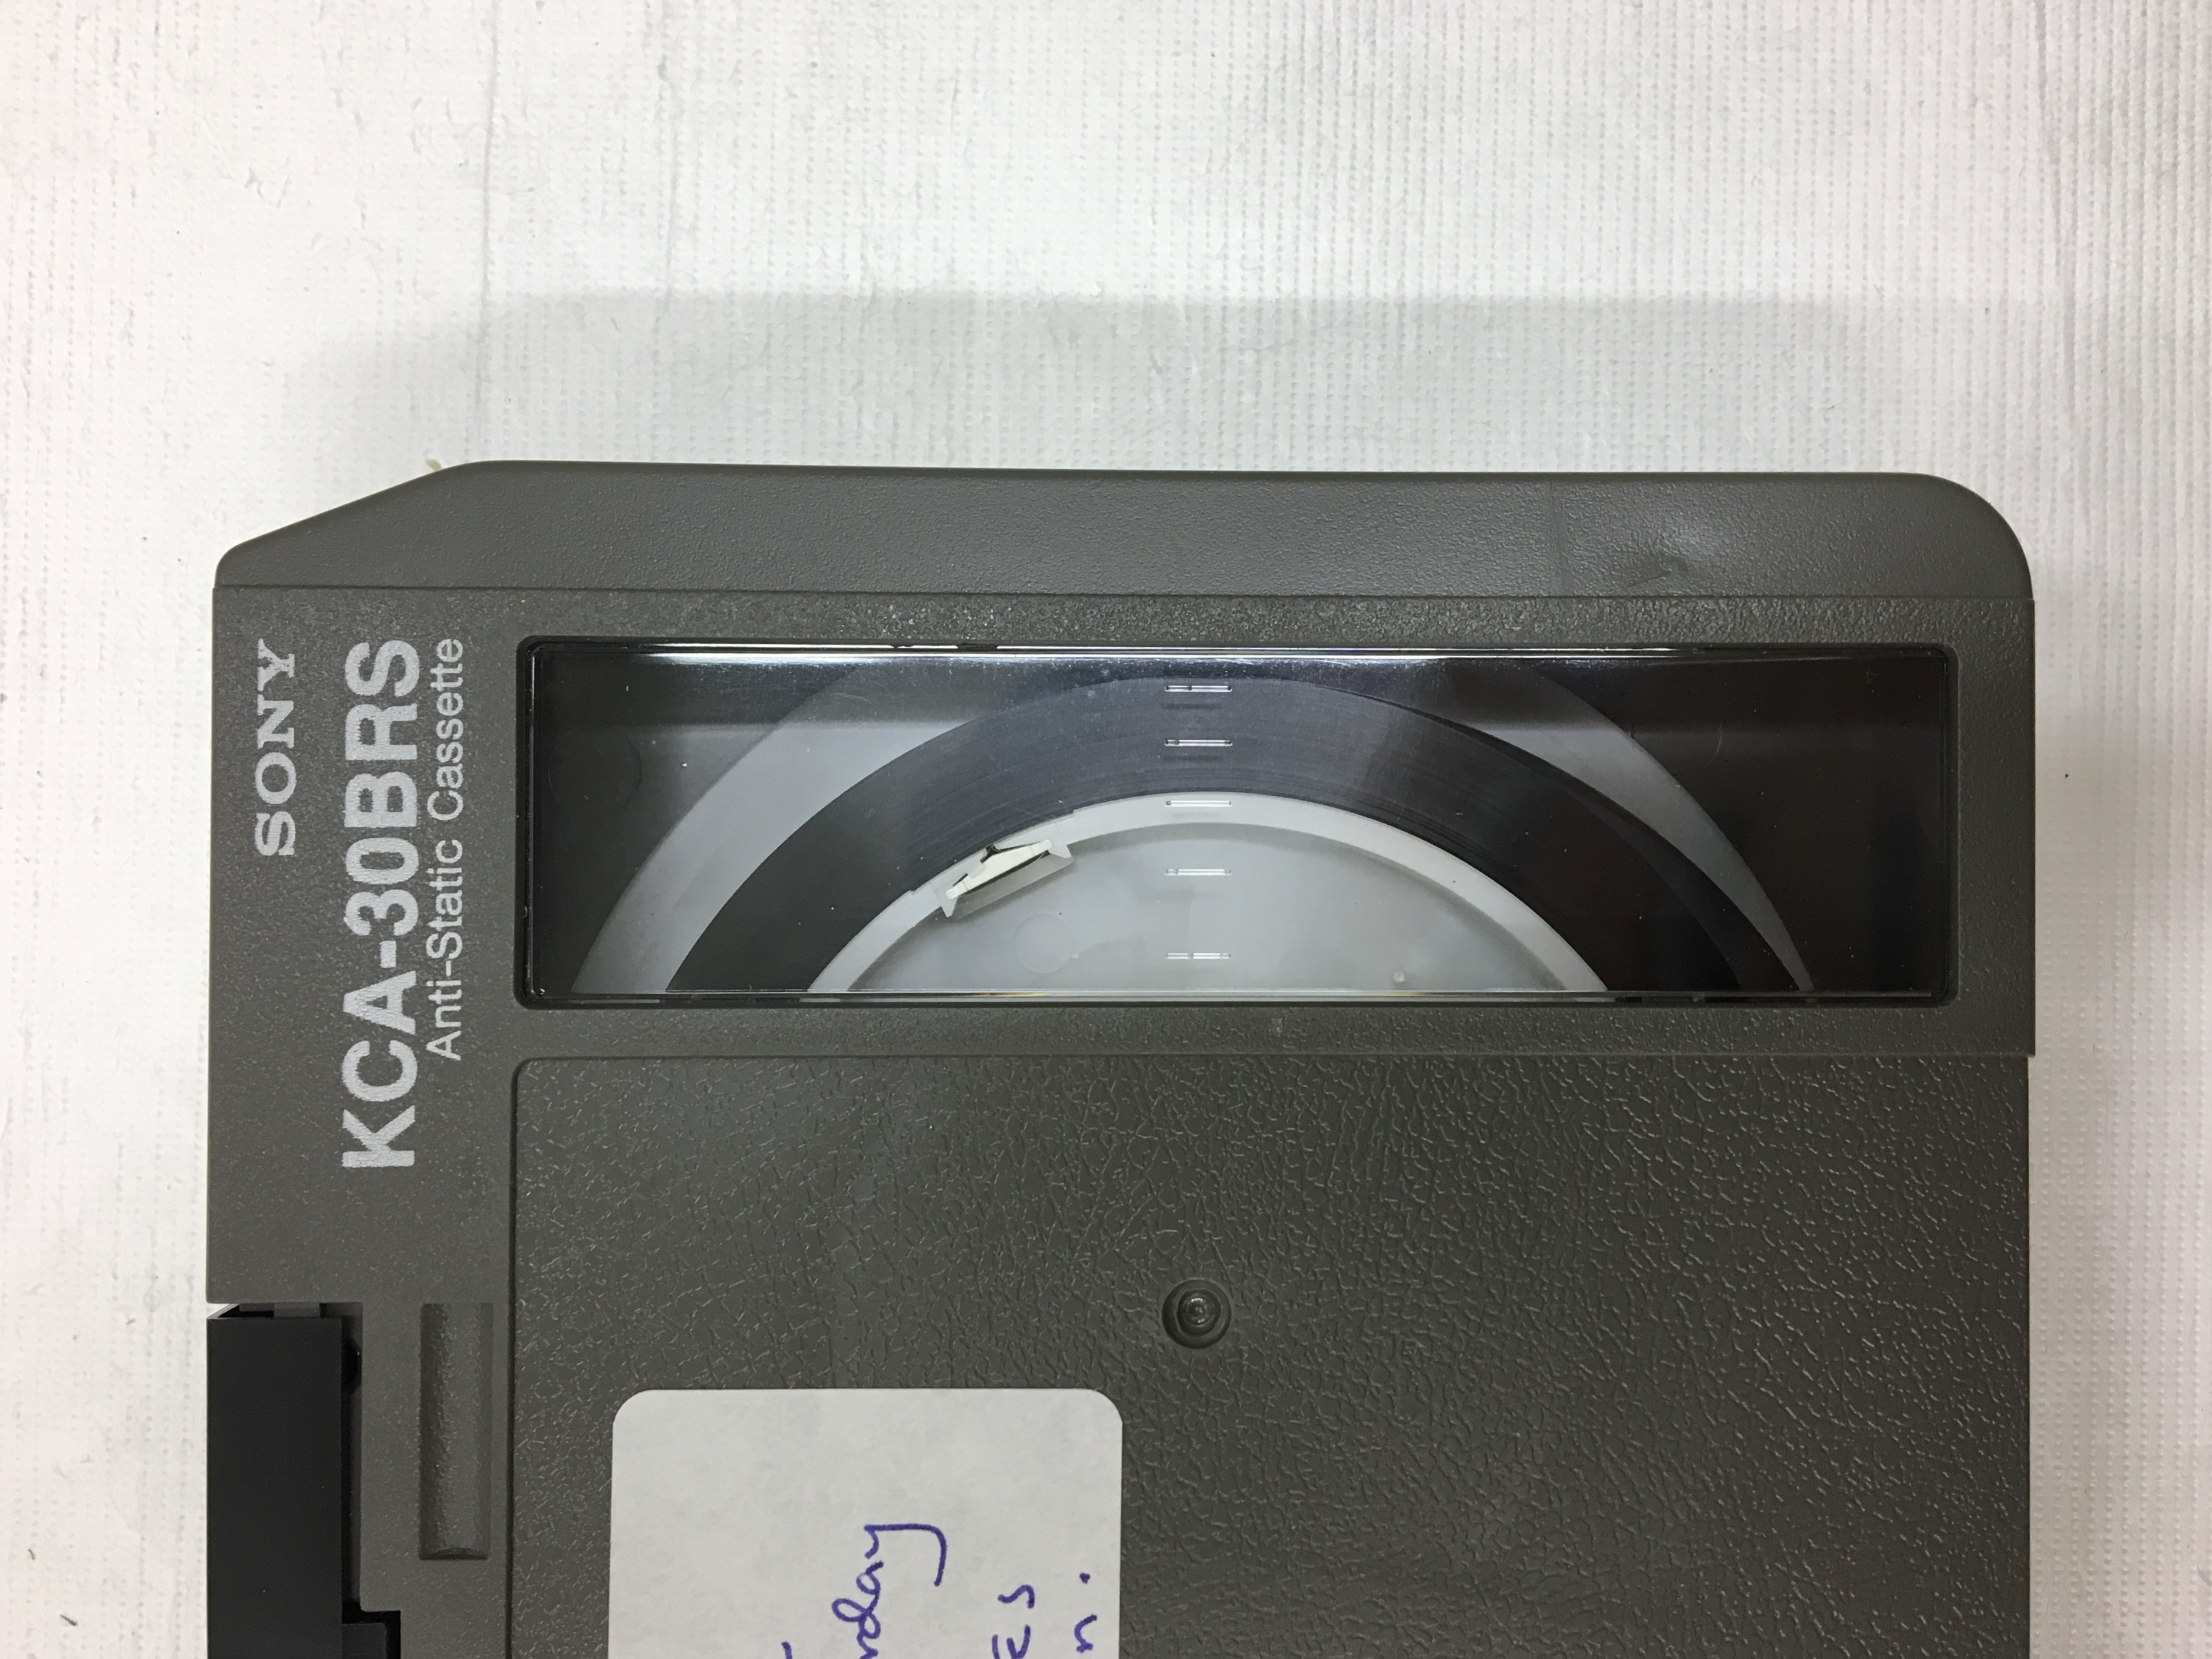 SONY
KCA-30BRS
Anti-Static Cassette